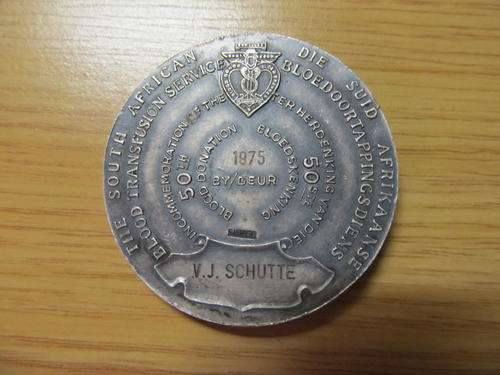 THE SOUTH AFRICAN
BLOOD TRANSFUSION SERVICE
DIE SUID AFRIKAANSE
BLOEDOORTAPPINGSDIENS
IN COMMEMORATION OF THE
50TH
BLOOD DONATION
TER HERDENKING VAN DIE
50STE
BLOEDSKENKING
1975
BY/DEUR
V.J. SCHUTTE